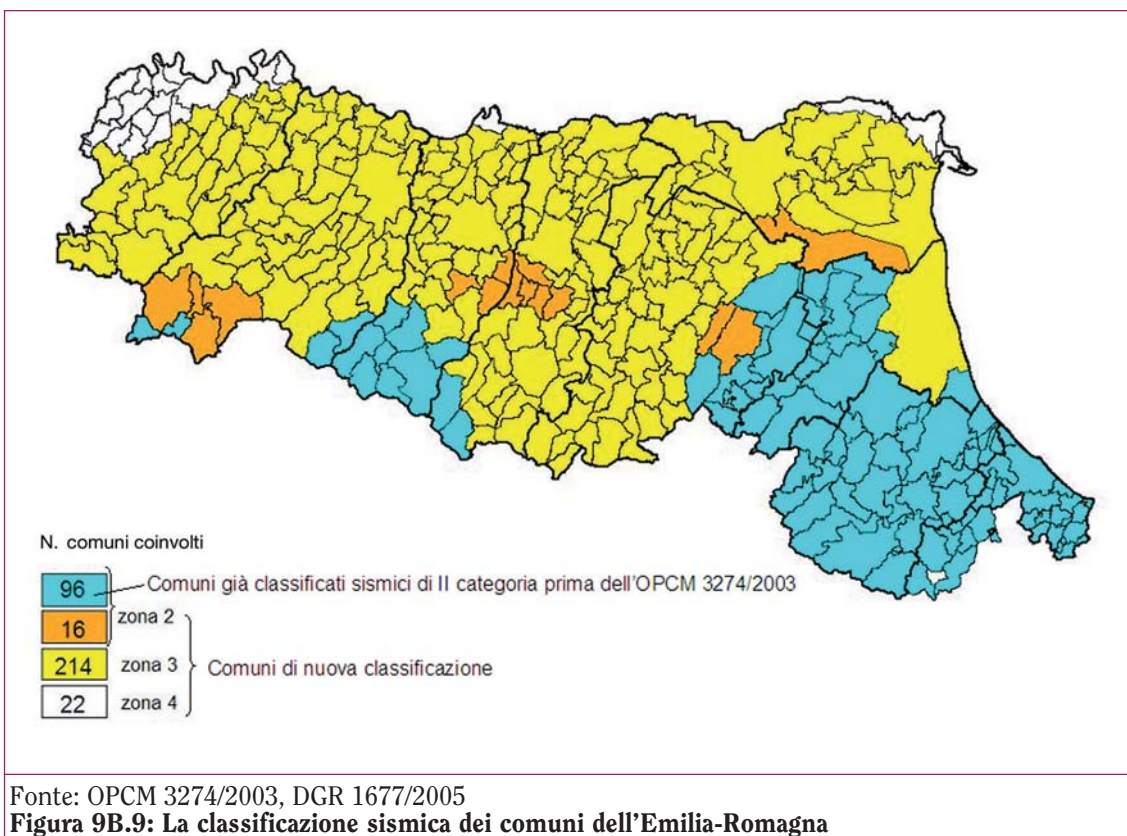 N. comuni coinvolti
96 Comuni già classificati sismici di II categoria prima dell'OPCM 3274/2003
zona 2
16
214 zona 3 Comuni di nuova classificazione
22 zona 4
Fonte: OPCM 3274/2003, DGR 1677/2005
Figura 9B.9: La classificazione sismica dei comuni dell'Emilia-Romagna